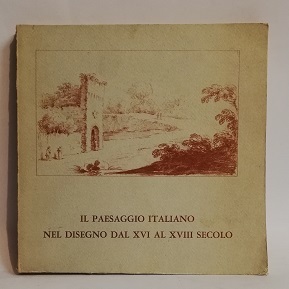 IL PAESAGGIO ITALIANO
NEL DISEGNO DAL XVI AL XVIII SECOLO